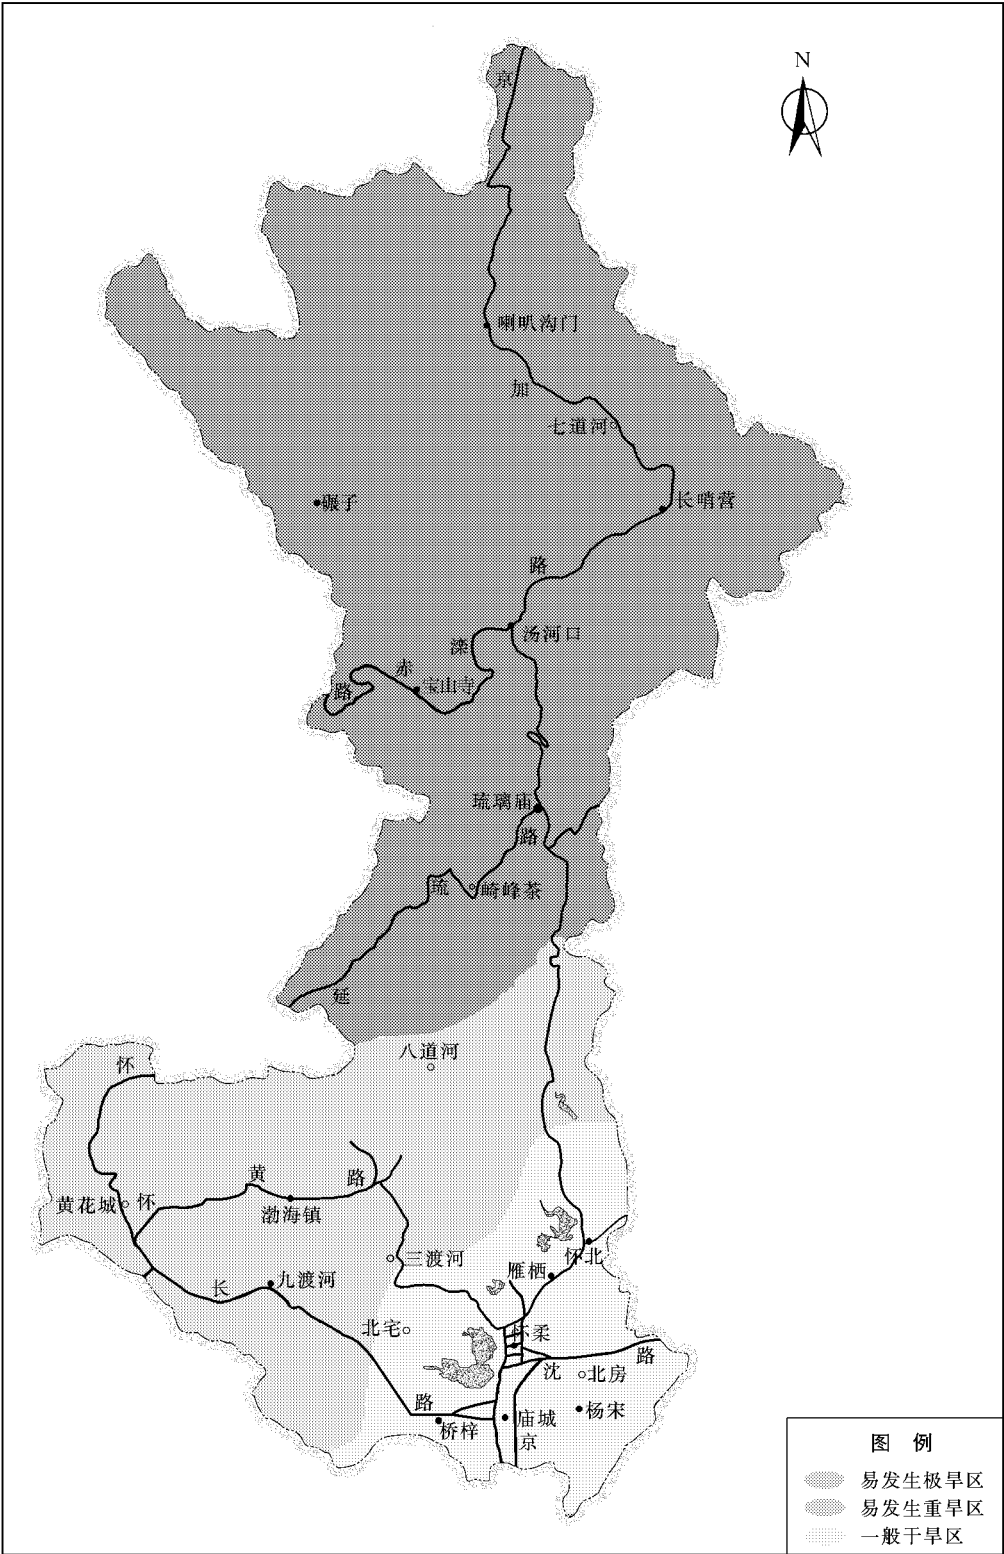 N
京
喇叭沟门
加
七道河
碾子
长哨营
路
汤河口
滦
赤
宝山寺
路
琉璃庙
路
琉
崎峰茶
延
八道河
怀
黄
路
黄花城
怀
渤海镇
三渡河
怀北
雁栖
长
九渡河
北宅
怀柔
路
沈
北房
路
杨宋
庙城
桥梓
京
图 例
易发生极旱区
易发生重旱区
一般干旱区